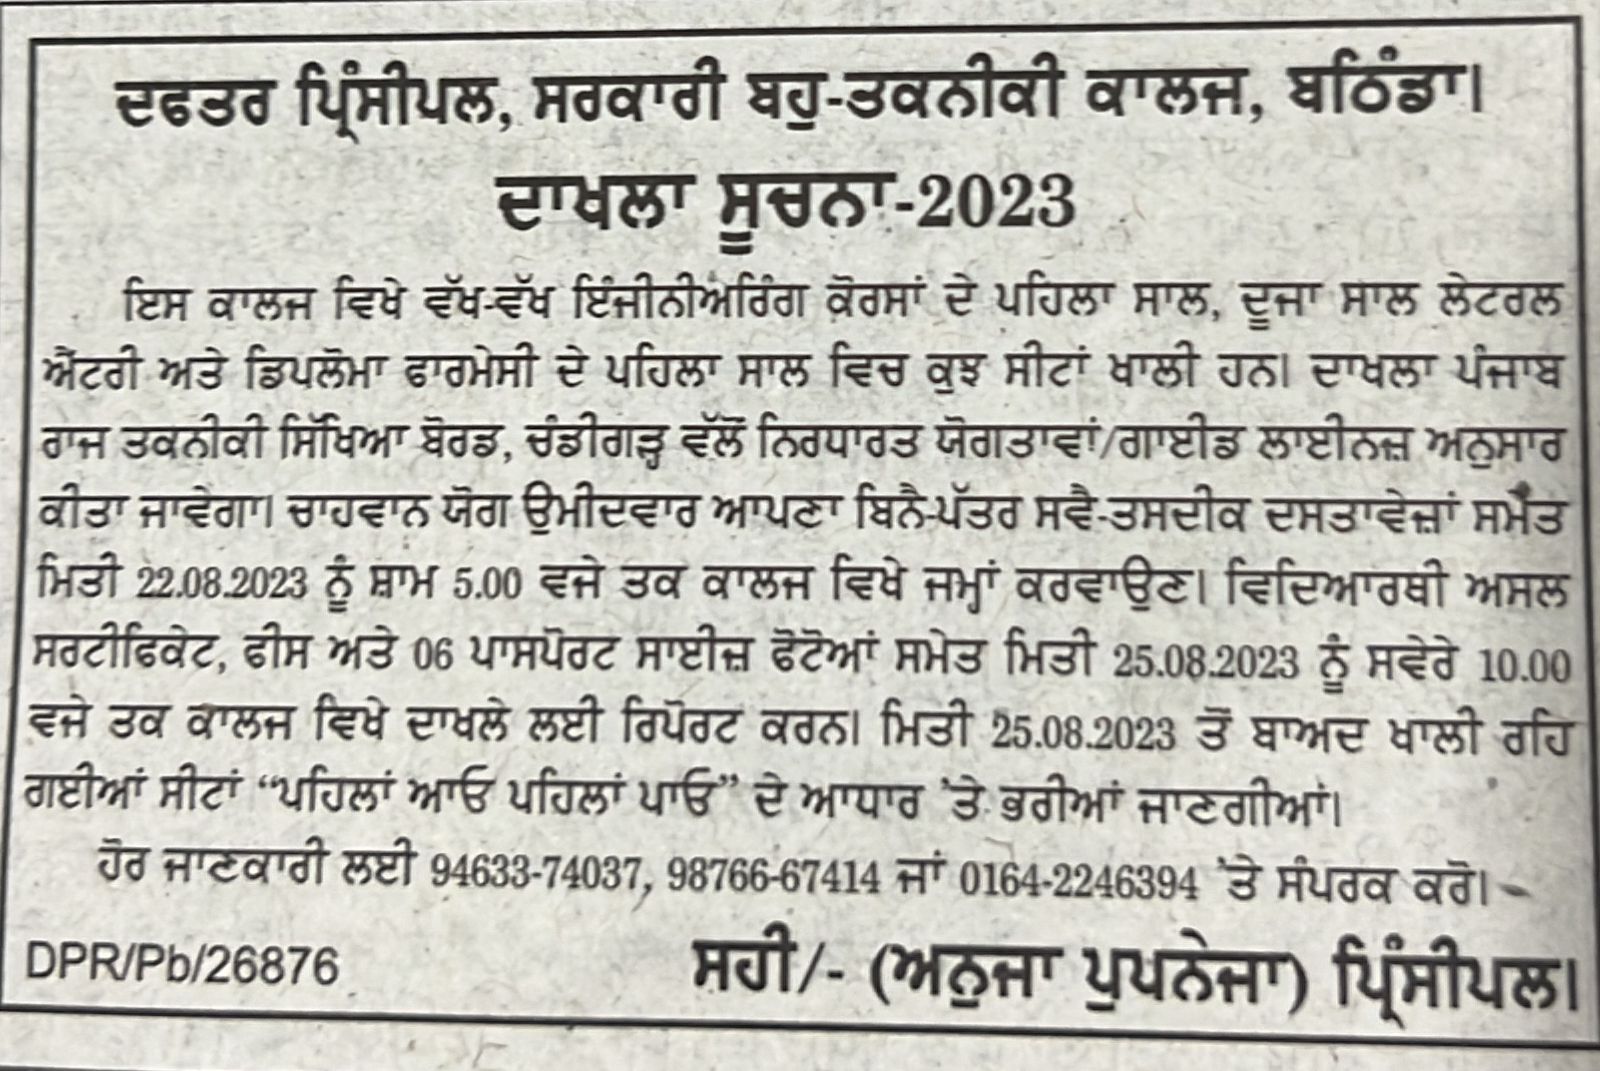 ਦਫਤਰ ਪ੍ਰਿੰਸੀਪਲ, ਸਰਕਾਰੀ ਬਹੁ-ਤਕਨੀਕੀ ਕਾਲਜ, ਬਠਿੰਡਾ।
ਦਾਖਲਾ ਸੂਚਨਾ-2023
ਇਸ ਕਾਲਜ ਵਿਖੇ ਵੱਖ-ਵੱਖ ਇੰਜੀਨੀਅਰਿੰਗ ਕੋਰਸਾਂ ਦੇ ਪਹਿਲਾ ਸਾਲ, ਦੂਜਾ ਸਾਲ ਲੇਟਰਲ
ਐਂਟਰੀ ਅਤੇ ਡਿਪਲੋਮਾ ਫਾਰਮੇਸੀ ਦੇ ਪਹਿਲਾ ਸਾਲ ਵਿਚ ਕੁਝ ਸੀਟਾਂ ਖਾਲੀ ਹਨ। ਦਾਖਲਾ ਪੰਜਾਬ
ਰਾਜ ਤਕਨੀਕੀ ਸਿੱਖਿਆ ਬੋਰਡ, ਚੰਡੀਗੜ੍ਹ ਵੱਲੋਂ ਨਿਰਧਾਰਤ ਯੋਗਤਾਵਾਂ/ਗਾਈਡ ਲਾਈਨਜ਼ ਅਨੁਸਾਰ
ਕੀਤਾ ਜਾਵੇਗਾ। ਚਾਹਵਾਨ ਯੋਗ ਉਮੀਦਵਾਰ ਆਪਣਾ ਬਿਨੈ-ਪੱਤਰ ਸਵੈ-ਤਸਦੀਕ ਦਸਤਾਵੇਜ਼ਾਂ ਸਮੇਤ
ਮਿਤੀ 22.08.2023 ਨੂੰ ਸ਼ਾਮ 5.00 ਵਜੇ ਤਕ ਕਾਲਜ ਵਿਖੇ ਜਮ੍ਹਾਂ ਕਰਵਾਉਣ। ਵਿਦਿਆਰਥੀ ਅਸਲ
ਸਰਟੀਫਿਕੇਟ, ਫੀਸ ਅਤੇ 06 ਪਾਸਪੋਰਟ ਸਾਈਜ਼ ਫੋਟੋਆਂ ਸਮੇਤ ਮਿਤੀ 25.08.2023 ਨੂੰ ਸਵੇਰੇ 10.00
ਵਜੇ ਤਕ ਕਾਲਜ ਵਿਖੇ ਦਾਖਲੇ ਲਈ ਰਿਪੋਰਟ ਕਰਨ। ਮਿਤੀ 25.08.2023 ਤੋਂ ਬਾਅਦ ਖਾਲੀ ਰਹਿ
ਗਈਆਂ ਸੀਟਾਂ “ਪਹਿਲਾਂ ਆਓ ਪਹਿਲਾਂ ਪਾਓ” ਦੇ ਆਧਾਰ 'ਤੇ ਭਰੀਆਂ ਜਾਣਗੀਆਂ।
ਹੋਰ ਜਾਣਕਾਰੀ ਲਈ 94633-74037, 98766-67414 ਜਾਂ 0164-2246394 'ਤੇ ਸੰਪਰਕ ਕਰੋ।
DPR/Pb/26876 ਸਹੀ/- (ਅਨੁਜਾ ਪੁਪਨੇਜਾ) ਪ੍ਰਿੰਸੀਪਲ।